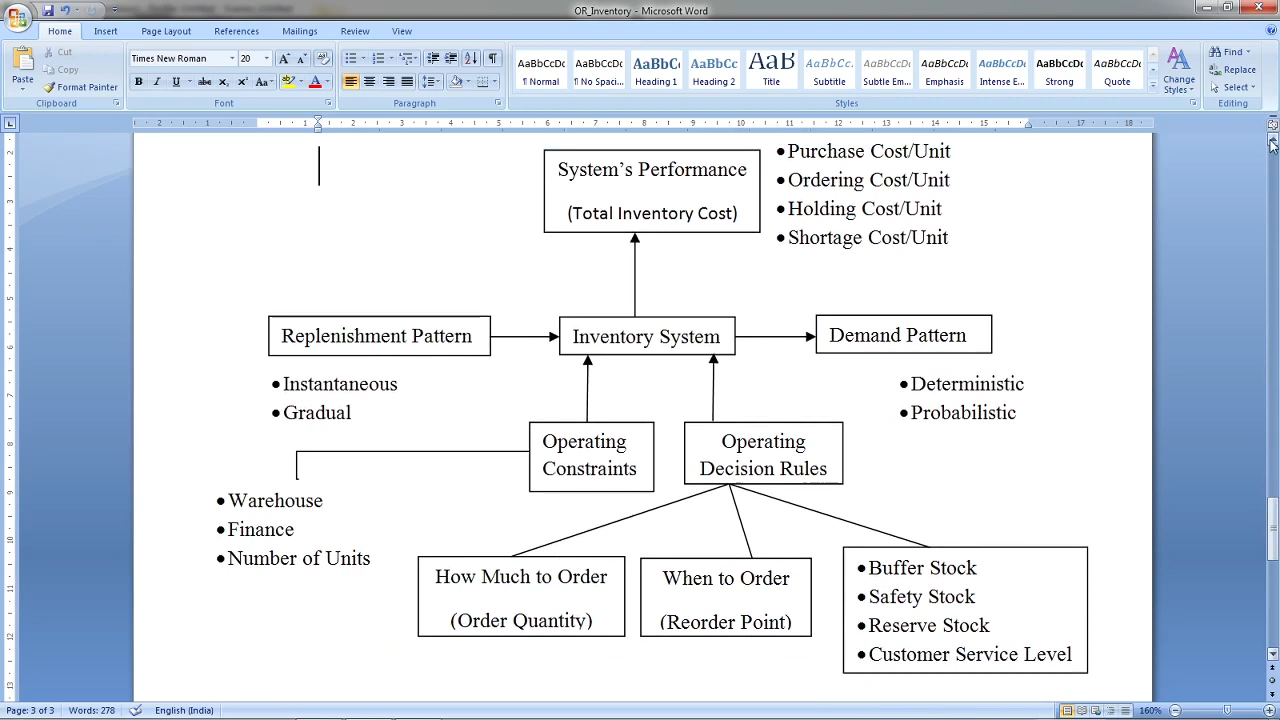 OR_Inventory - Microsoft Word
Home Insert Page Layout References Mailings Review View
Paste
Cut
Copy
Format Painter
Clipboard
Times New Roman 20
Font
Paragraph
AaBbCcDc AaBbCcDc AaBbCc AaBbCc AaB AaBbCc. AaBbCcDc AaBbCcDc AaBbCcDc AaBbCcDc AaBbCcDc
¶ Normal ¶ No Spaci... Heading 1 Heading 2 Title Subtitle Subtle Em... Emphasis Intense E... Strong Quote
Change
Styles
Styles
Find
Replace
Select
Editing
System's Performance
(Total Inventory Cost)
• Purchase Cost/Unit
• Ordering Cost/Unit
• Holding Cost/Unit
• Shortage Cost/Unit
Replenishment Pattern
Inventory System
Demand Pattern
• Instantaneous
• Gradual
• Deterministic
• Probabilistic
Operating
Constraints
Operating
Decision Rules
• Warehouse
• Finance
• Number of Units
How Much to Order
(Order Quantity)
When to Order
(Reorder Point)
• Buffer Stock
• Safety Stock
• Reserve Stock
• Customer Service Level
Page: 3 of 3 Words: 278 English (India) 160%